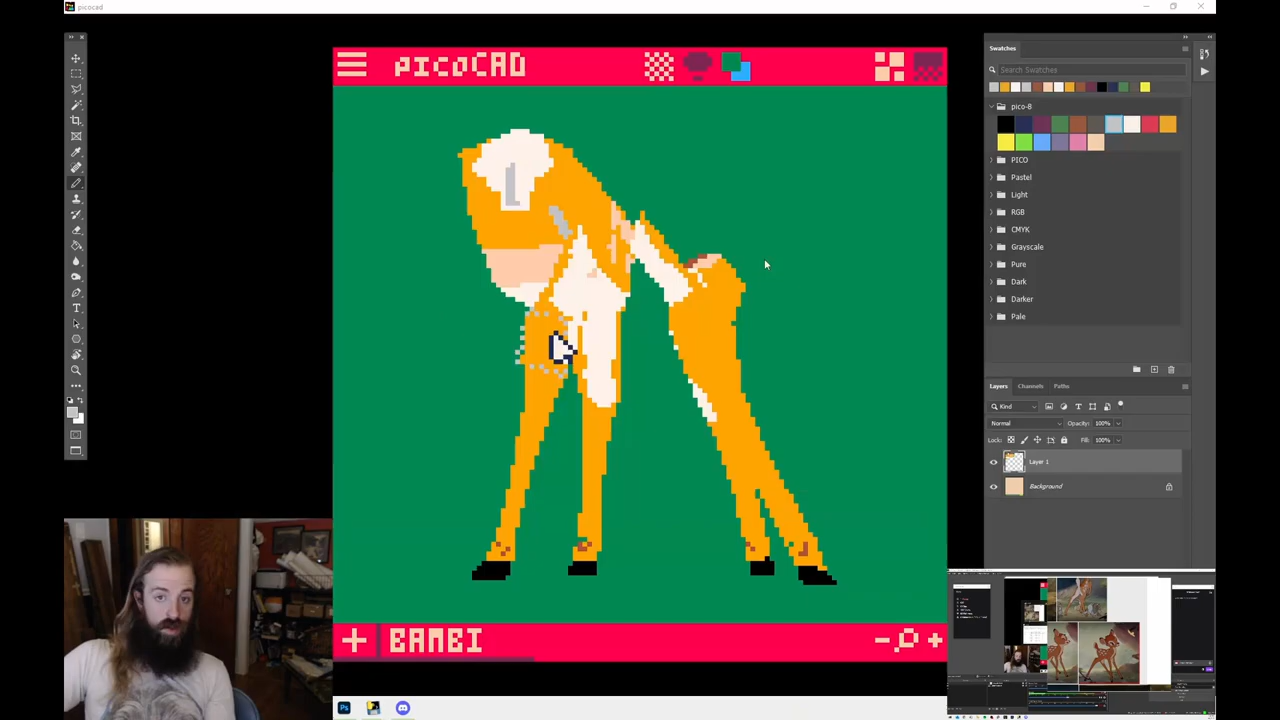 picocad
picoCAD
Swatches
Search Swatches
pico-8
PICO
Pastel
Light
RGB
CMYK
Grayscale
Pure
Dark
Darker
Pale
Layers Channels Paths
Kind
Normal Opacity: 100%
Lock: Fill: 100%
Layer 1
Background
BAMBI